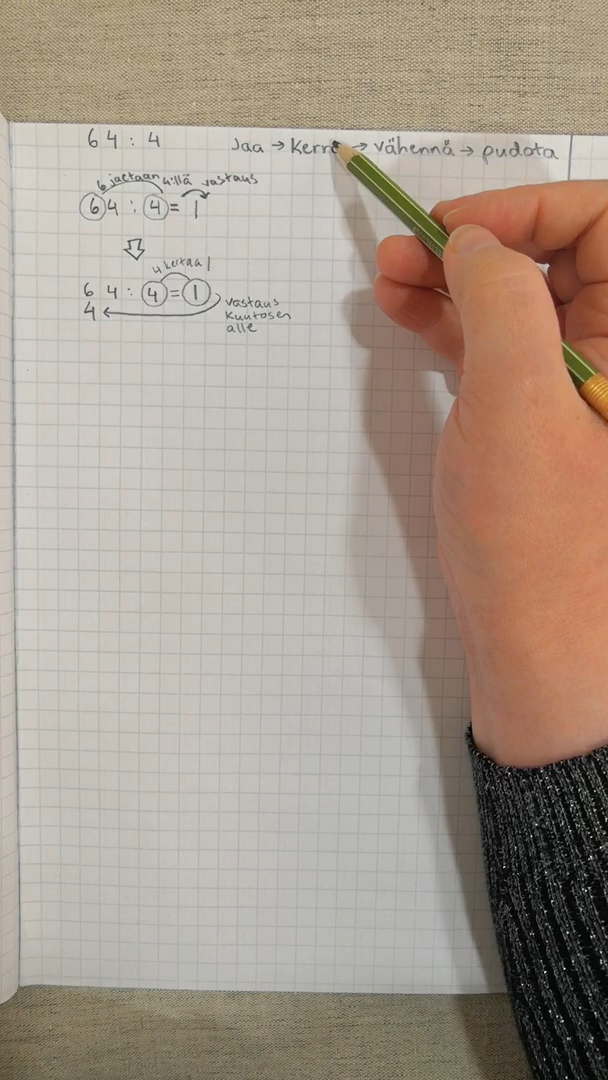 64 : 4
Jaa → Kerro → vähennä → pudota
6 jaetaan 4:llä vastaus
64 : 4 = 1
4 kertaa 1
64 : 4 = 1
4
vastaus
kuutosen
alle